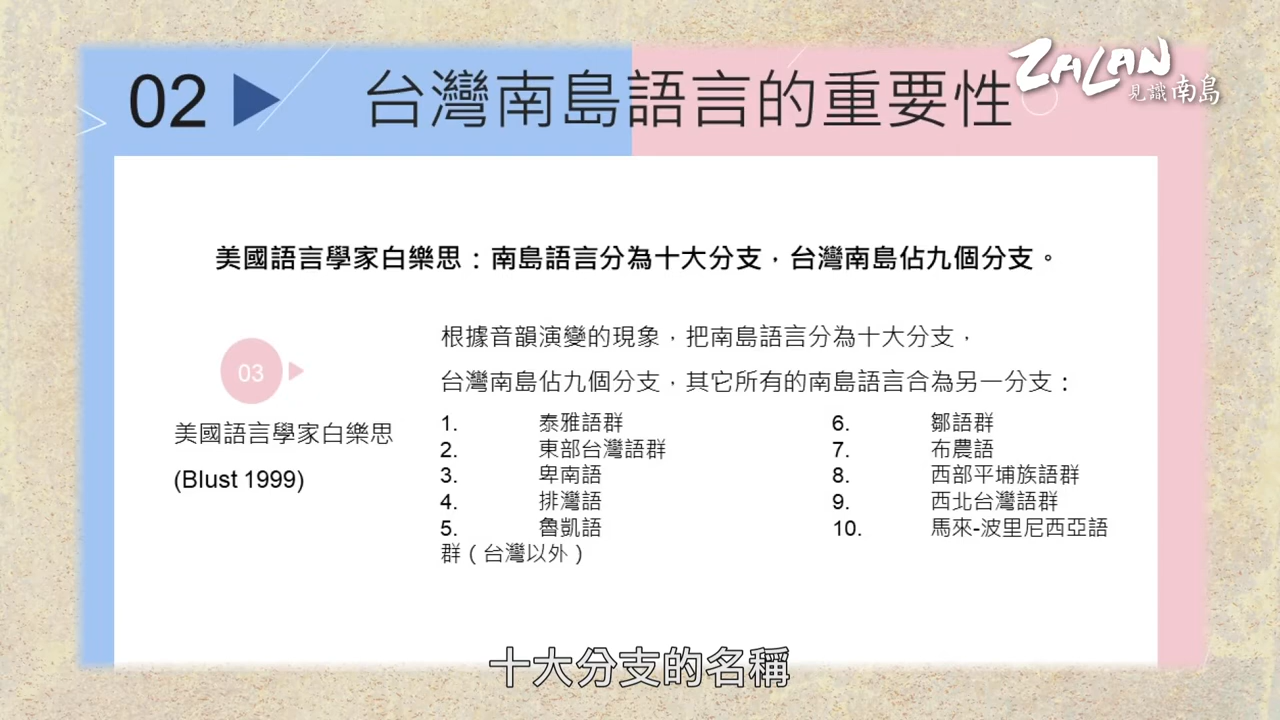 ZALAN
見識南島
02 台灣南島語言的重要性
美國語言學家白樂思：南島語言分為十大分支，台灣南島佔九個分支。
03
美國語言學家白樂思
(Blust 1999)
根據音韻演變的現象，把南島語言分為十大分支，
台灣南島佔九個分支，其它所有的南島語言合為另一分支：
1. 泰雅語群 6. 鄒語群
2. 東部台灣語群 7. 布農語
3. 卑南語 8. 西部平埔族語群
4. 排灣語 9. 西北台灣語群
5. 魯凱語 10. 馬來-波里尼西亞語
群（台灣以外）
十大分支的名稱